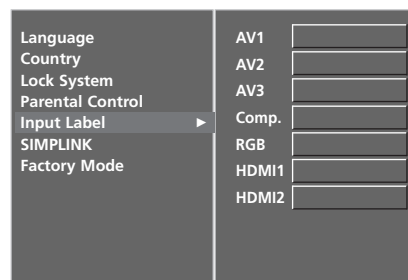 Language
Country
Lock System
Parental Control
Input Label ►
SIMPLINK
Factory Mode
AV1
AV2
AV3
Comp.
RGB
HDMI1
HDMI2